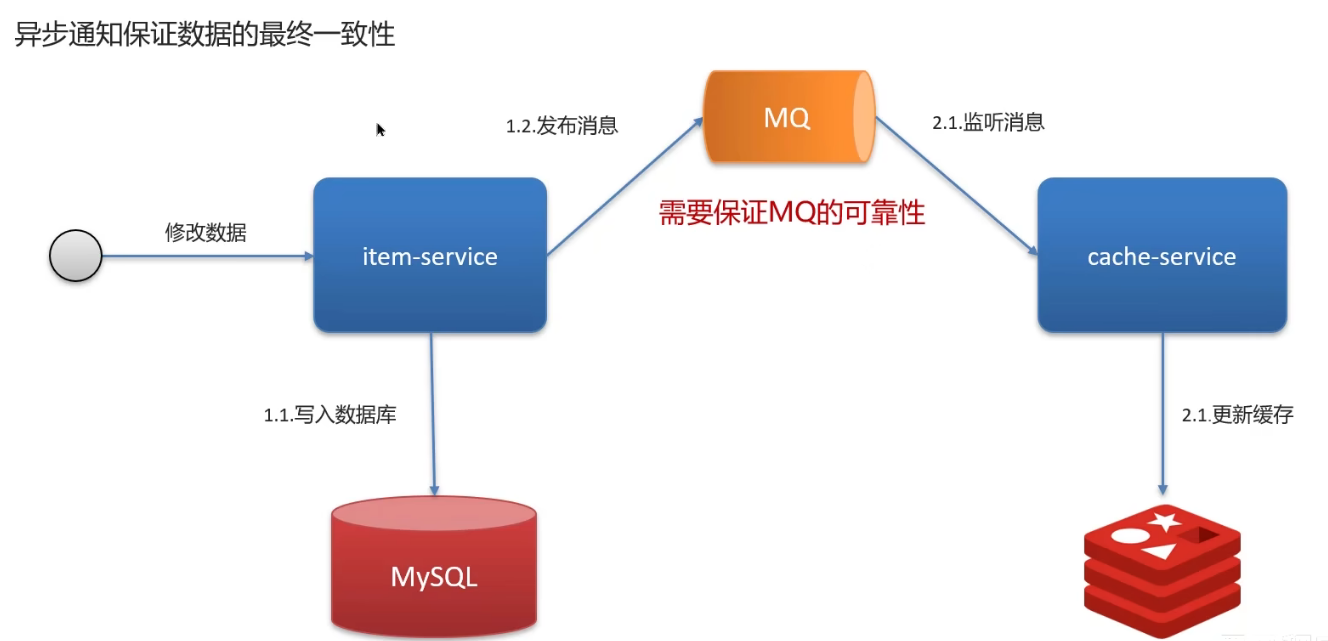 异步通知保证数据的最终一致性
MQ
1.2.发布消息
2.1.监听消息
需要保证MQ的可靠性
修改数据
item-service
cache-service
1.1.写入数据库
2.1.更新缓存
MySQL